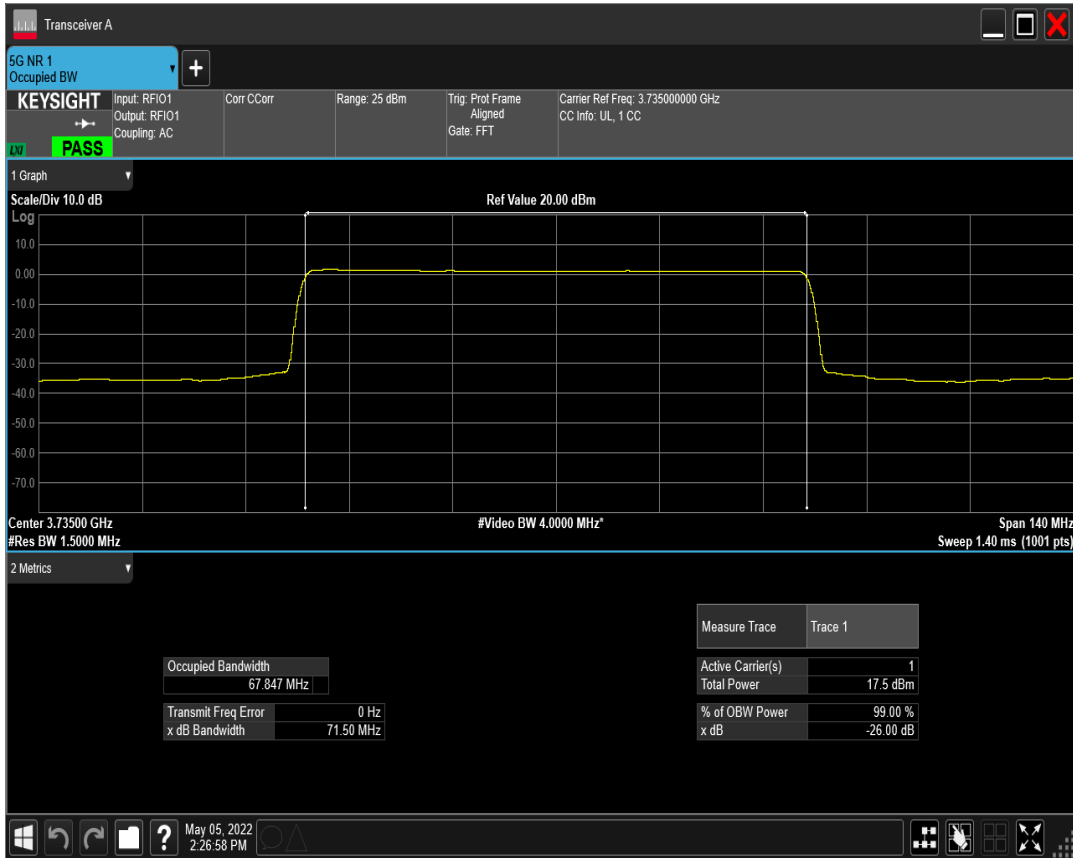 Transceiver A
5G NR 1
Occupied BW
+
KEYSIGHT
LXI
PASS
Input: RFIO1
Output: RFIO1
Coupling: AC
Corr CCorr
Range: 25 dBm
Trig: Prot Frame
Aligned
Gate: FFT
Carrier Ref Freq: 3.735000000 GHz
CC Info: UL, 1 CC
1 Graph
Scale/Div 10.0 dB
Ref Value 20.00 dBm
Log
10.0
0.00
-10.0
-20.0
-30.0
-40.0
-50.0
-60.0
-70.0
Center 3.73500 GHz
#Video BW 4.0000 MHz*
Span 140 MHz
#Res BW 1.5000 MHz
Sweep 1.40 ms (1001 pts)
2 Metrics
Measure Trace Trace 1
Occupied Bandwidth
67.847 MHz
Active Carrier(s) 1
Total Power 17.5 dBm
Transmit Freq Error 0 Hz
x dB Bandwidth 71.50 MHz
% of OBW Power 99.00 %
x dB -26.00 dB
?
May 05, 2022
2:26:58 PM